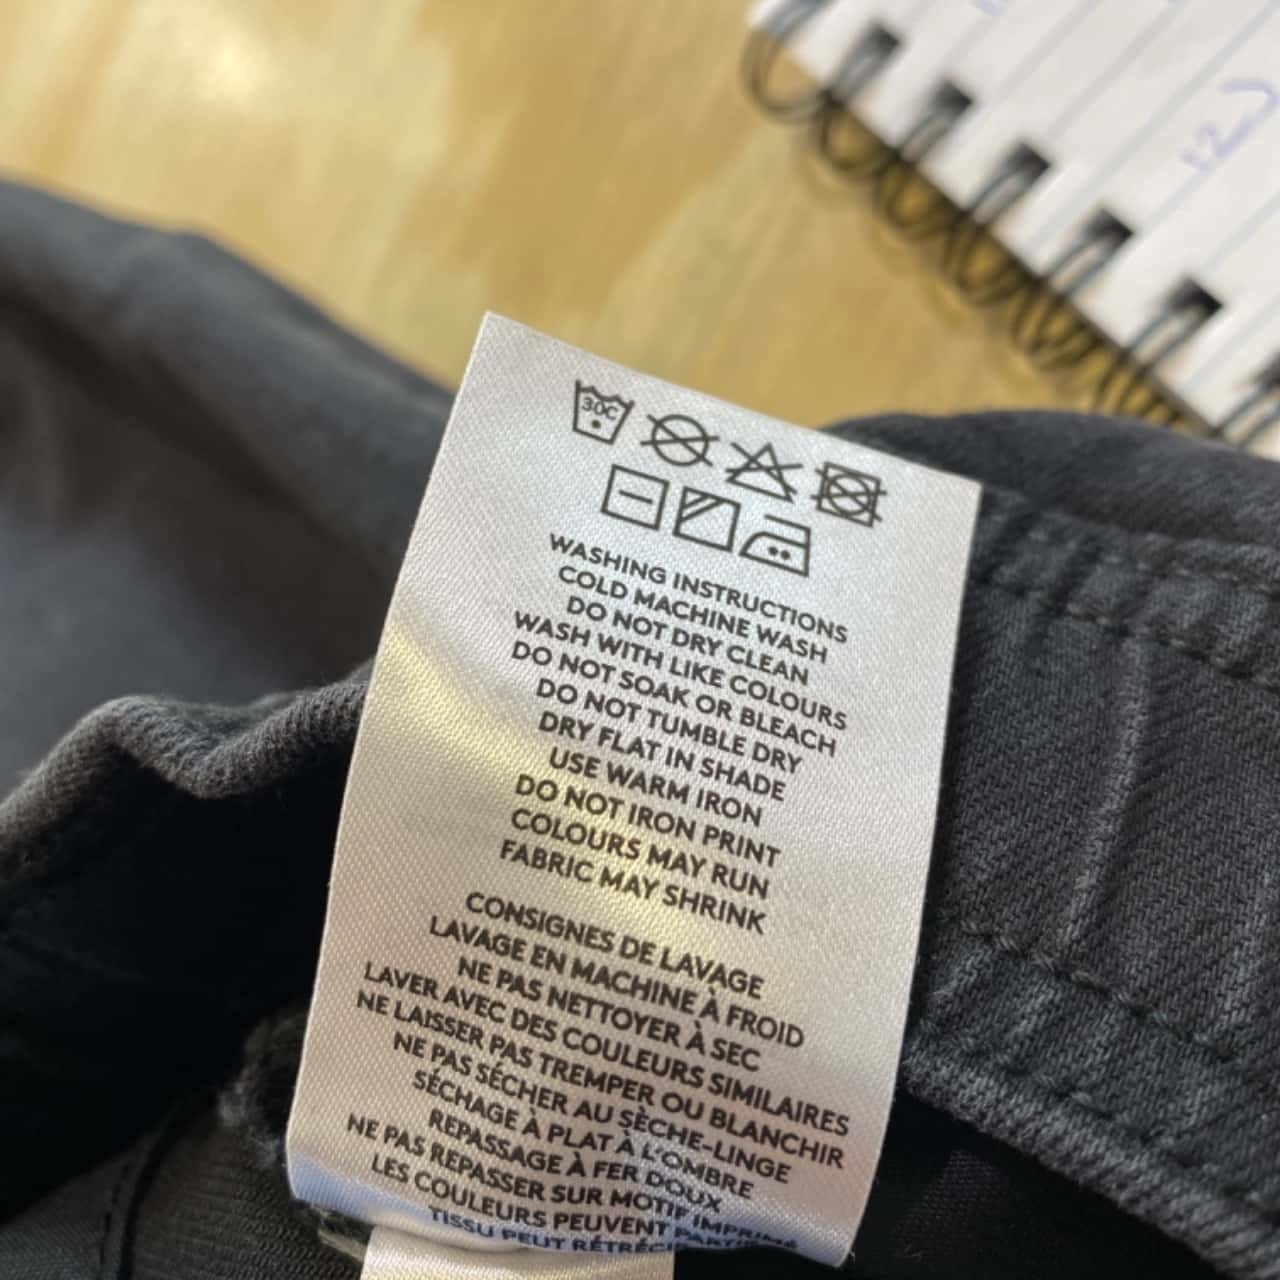 30C
WASHING INSTRUCTIONS
COLD MACHINE WASH
DO NOT DRY CLEAN
WASH WITH LIKE COLOURS
DO NOT SOAK OR BLEACH
DO NOT TUMBLE DRY
DRY FLAT IN SHADE
USE WARM IRON
DO NOT IRON PRINT
COLOURS MAY RUN
FABRIC MAY SHRINK
CONSIGNES DE LAVAGE
LAVAGE EN MACHINE À FROID
NE PAS NETTOYER À SEC
LAVER AVEC DES COULEURS SIMILAIRES
NE LAISSER PAS TREMPER OU BLANCHIR
NE PAS SÉCHER AU SÈCHE-LINGE
SÉCHAGE À PLAT À L'OMBRE
REPASSAGE À FER DOUX
NE PAS REPASSER SUR MOTIF IMPRIMÉ
LES COULEURS PEUVENT PARTIR
TISSU PEUT RÉTRÉCIR